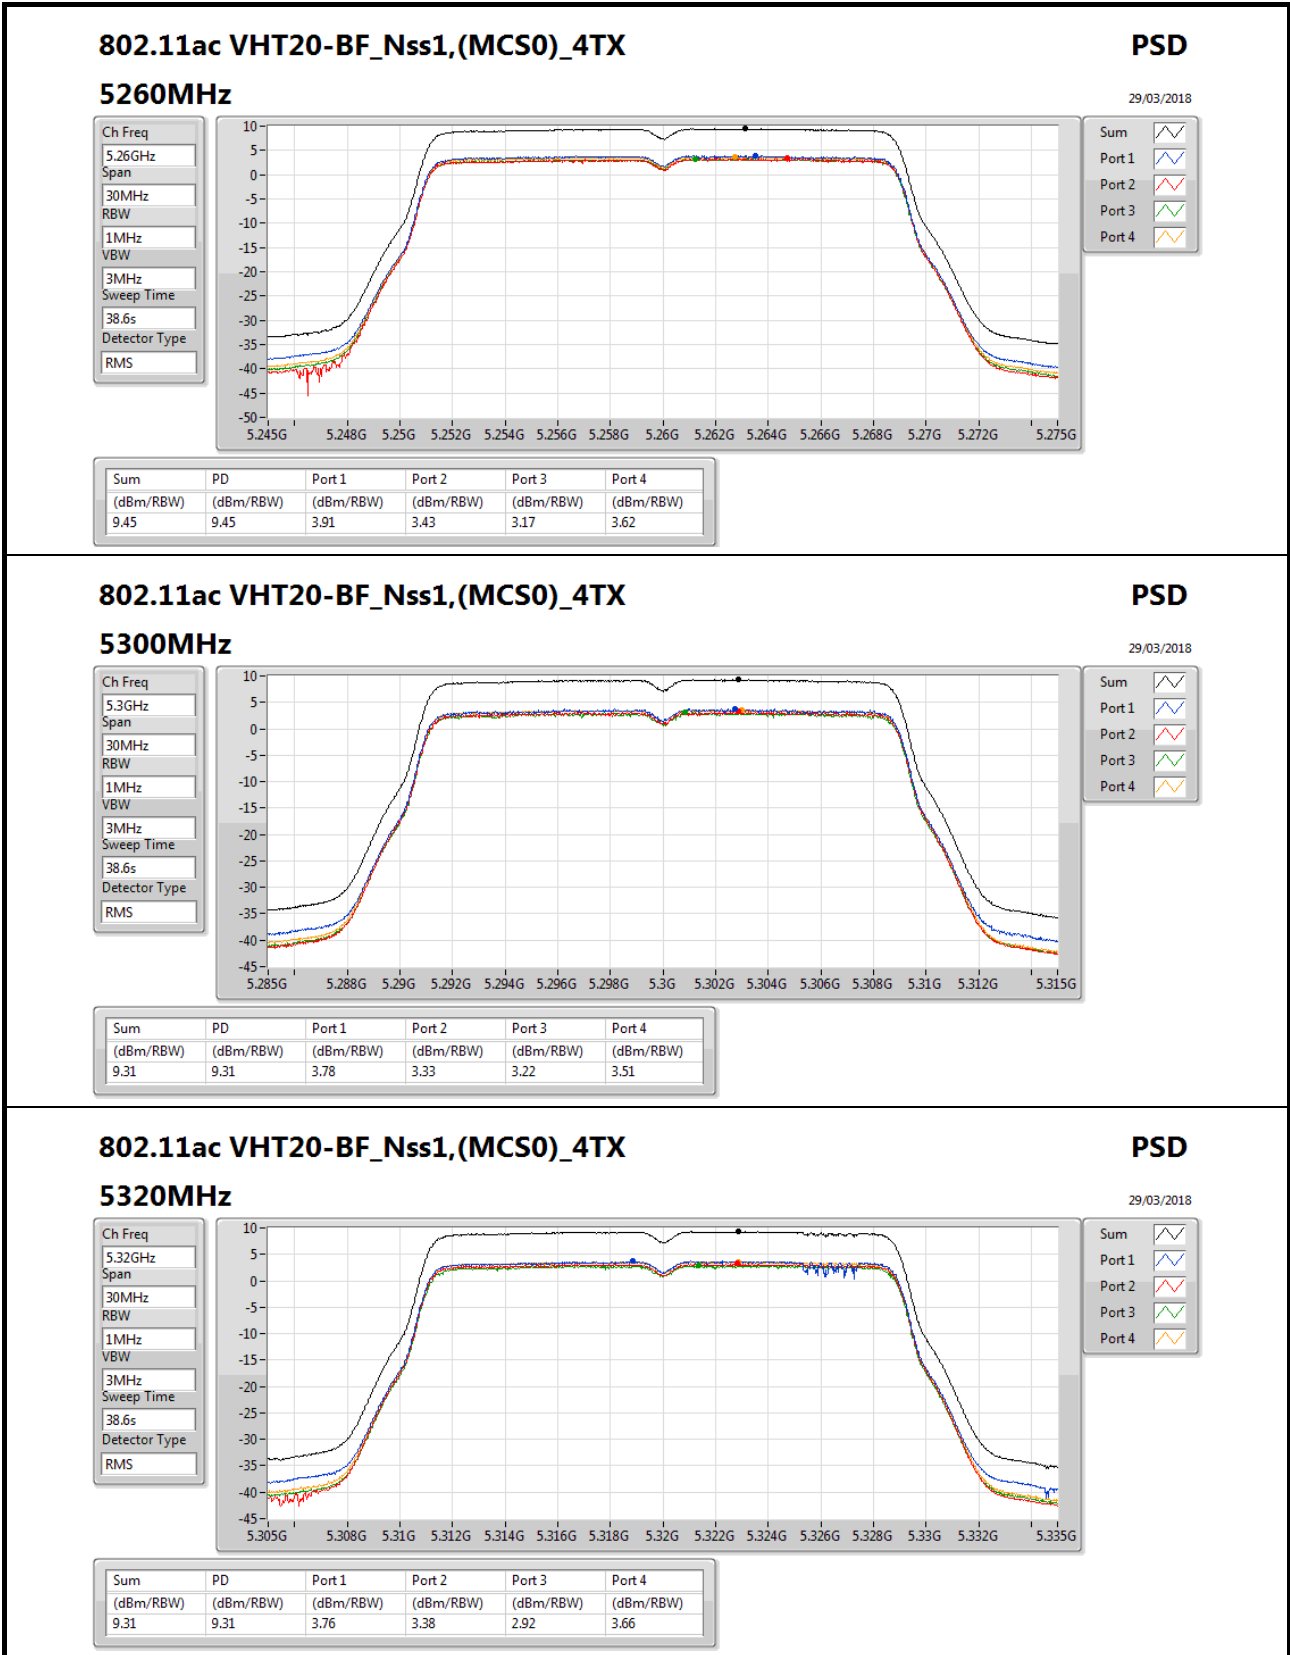 802.11ac VHT20-BF_Nss1,(MCS0)_4TX PSD
5260MHz 29/03/2018
Ch Freq
5.26GHz
Span
30MHz
RBW
1MHz
VBW
3MHz
Sweep Time
38.6s
Detector Type
RMS
10
5
0
-5
-10
-15
-20
-25
-30
-35
-40
-45
-50
5.245G 5.248G 5.25G 5.252G 5.254G 5.256G 5.258G 5.26G 5.262G 5.264G 5.266G 5.268G 5.27G 5.272G 5.275G
Sum
Port 1
Port 2
Port 3
Port 4
Sum PD Port 1 Port 2 Port 3 Port 4
(dBm/RBW) (dBm/RBW) (dBm/RBW) (dBm/RBW) (dBm/RBW) (dBm/RBW)
9.45 9.45 3.91 3.43 3.17 3.62
802.11ac VHT20-BF_Nss1,(MCS0)_4TX PSD
5300MHz 29/03/2018
Ch Freq
5.3GHz
Span
30MHz
RBW
1MHz
VBW
3MHz
Sweep Time
38.6s
Detector Type
RMS
10
5
0
-5
-10
-15
-20
-25
-30
-35
-40
-45
5.285G 5.288G 5.29G 5.292G 5.294G 5.296G 5.298G 5.3G 5.302G 5.304G 5.306G 5.308G 5.31G 5.312G 5.315G
Sum
Port 1
Port 2
Port 3
Port 4
Sum PD Port 1 Port 2 Port 3 Port 4
(dBm/RBW) (dBm/RBW) (dBm/RBW) (dBm/RBW) (dBm/RBW) (dBm/RBW)
9.31 9.31 3.78 3.33 3.22 3.51
802.11ac VHT20-BF_Nss1,(MCS0)_4TX PSD
5320MHz 29/03/2018
Ch Freq
5.32GHz
Span
30MHz
RBW
1MHz
VBW
3MHz
Sweep Time
38.6s
Detector Type
RMS
10
5
0
-5
-10
-15
-20
-25
-30
-35
-40
-45
5.305G 5.308G 5.31G 5.312G 5.314G 5.316G 5.318G 5.32G 5.322G 5.324G 5.326G 5.328G 5.33G 5.332G 5.335G
Sum
Port 1
Port 2
Port 3
Port 4
Sum PD Port 1 Port 2 Port 3 Port 4
(dBm/RBW) (dBm/RBW) (dBm/RBW) (dBm/RBW) (dBm/RBW) (dBm/RBW)
9.31 9.31 3.76 3.38 2.92 3.66